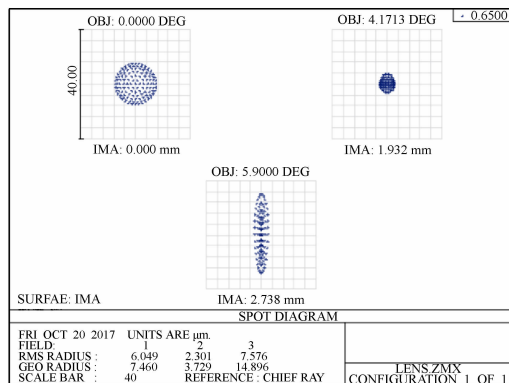 OBJ: 0.0000 DEG
OBJ: 4.1713 DEG
0.6500
40.00
IMA: 0.000 mm
IMA: 1.932 mm
OBJ: 5.9000 DEG
SURFAE: IMA
IMA: 2.738 mm
SPOT DIAGRAM
FRI OCT 20 2017 UNITS ARE μm.
FIELD: 1 2 3
RMS RADIUS : 6.049 2.301 7.576
GEO RADIUS : 7.460 3.729 14.896
SCALE BAR : 40 REFERENCE : CHIEF RAY
LENS.ZMX
CONFIGURATION 1 OF 1